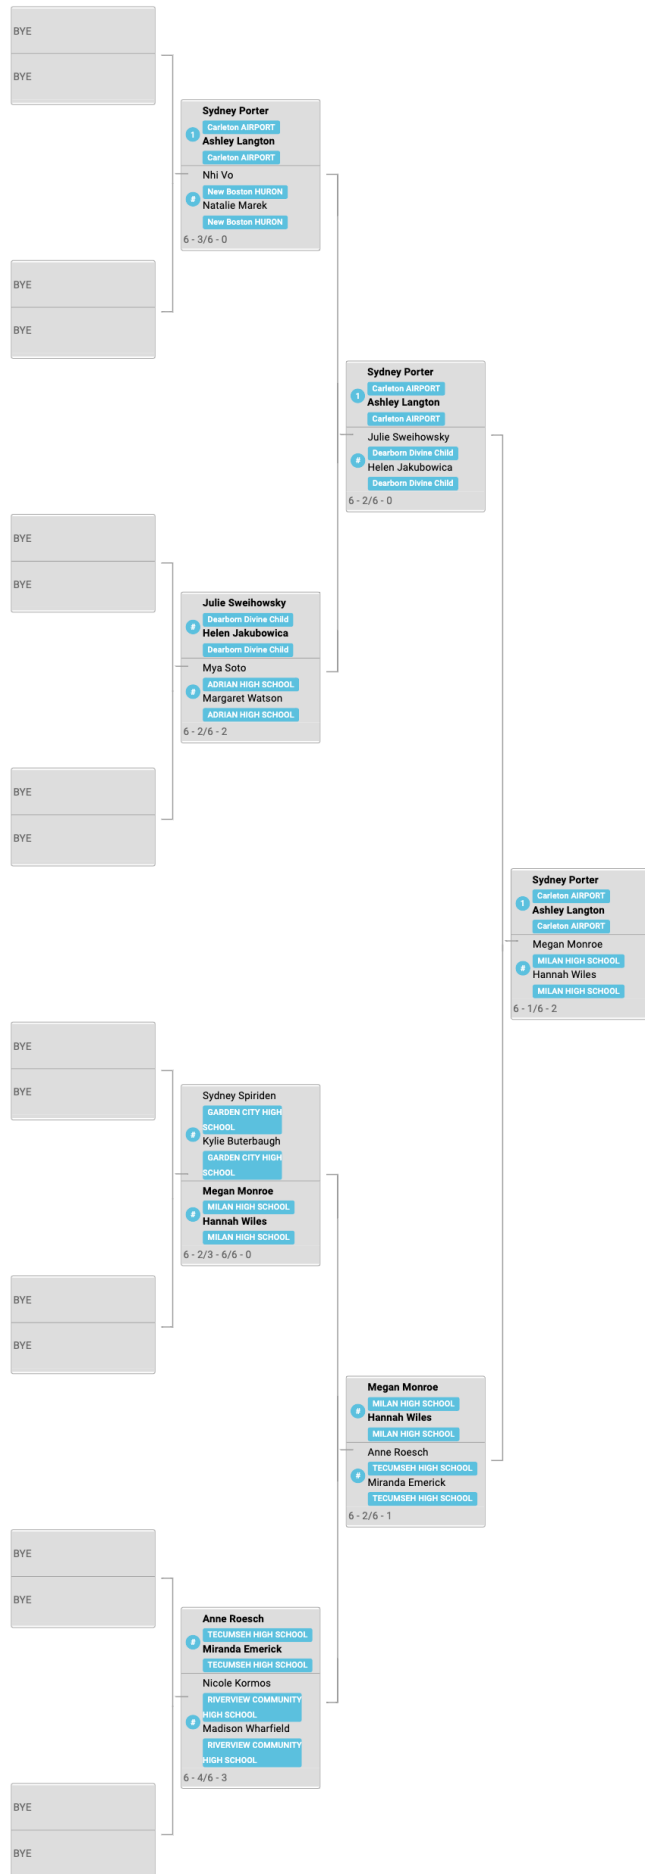 BYE
BYE
Sydney Porter
1
Carleton AIRPORT
Ashley Langton
Carleton AIRPORT
Nhi Vo
#
New Boston HURON
Natalie Marek
New Boston HURON
6 - 3/6 - 0
BYE
BYE
Sydney Porter
1
Carleton AIRPORT
Ashley Langton
Carleton AIRPORT
Julie Sweihowsky
#
Dearborn Divine Child
Helen Jakubowica
Dearborn Divine Child
6 - 2/6 - 0
BYE
BYE
Julie Sweihowsky
#
Dearborn Divine Child
Helen Jakubowica
Dearborn Divine Child
Mya Soto
#
ADRIAN HIGH SCHOOL
Margaret Watson
ADRIAN HIGH SCHOOL
6 - 2/6 - 2
BYE
BYE
Sydney Porter
1
Carleton AIRPORT
Ashley Langton
Carleton AIRPORT
Megan Monroe
#
MILAN HIGH SCHOOL
Hannah Wiles
MILAN HIGH SCHOOL
6 - 1/6 - 2
BYE
BYE
Sydney Spiriden
#
GARDEN CITY HIGH
SCHOOL
Kylie Buterbaugh
GARDEN CITY HIGH
SCHOOL
Megan Monroe
#
MILAN HIGH SCHOOL
Hannah Wiles
MILAN HIGH SCHOOL
6 - 2/3 - 6/6 - 0
BYE
BYE
Megan Monroe
#
MILAN HIGH SCHOOL
Hannah Wiles
MILAN HIGH SCHOOL
Anne Roesch
#
TECUMSEH HIGH SCHOOL
Miranda Emerick
TECUMSEH HIGH SCHOOL
6 - 2/6 - 1
BYE
BYE
Anne Roesch
#
TECUMSEH HIGH SCHOOL
Miranda Emerick
TECUMSEH HIGH SCHOOL
Nicole Kormos
#
RIVERVIEW COMMUNITY
HIGH SCHOOL
Madison Wharfield
RIVERVIEW COMMUNITY
HIGH SCHOOL
6 - 4/6 - 3
BYE
BYE